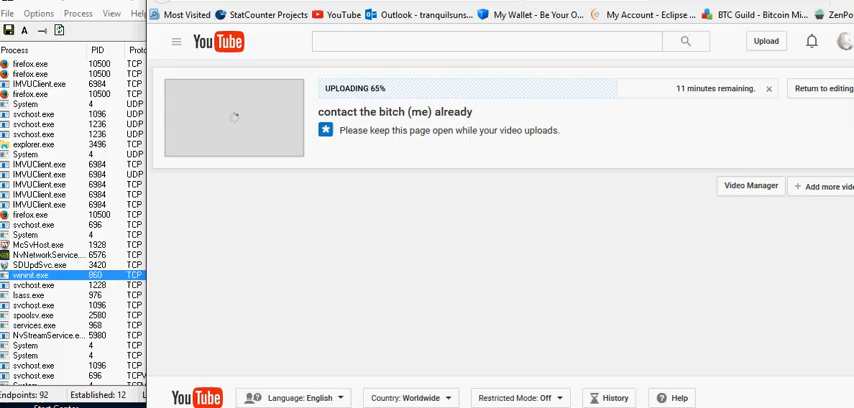 File Options Process View Help
Most Visited StatCounter Projects YouTube Outlook - tranquilsuns... My Wallet - Be Your O... My Account - Eclipse ... BTC Guild - Bitcoin Mi... ZenPo
A
YouTube Upload
Process PID Proto
firefox.exe 10500 TCP
firefox.exe 10500 TCP
IMVUClient.exe 6984 TCP
firefox.exe 10500 TCP
System 4 UDP
svchost.exe 1096 UDP
svchost.exe 1236 UDP
svchost.exe 1236 UDP
explorer.exe 3496 TCP
System 4 UDP
IMVUClient.exe 6984 TCP
IMVUClient.exe 6984 UDP
IMVUClient.exe 6984 TCP
IMVUClient.exe 6984 TCP
IMVUClient.exe 6984 TCP
firefox.exe 10500 TCP
svchost.exe 696 TCP
System 4 TCP
McSvHost.exe 1928 TCP
NvNetworkService.... 6576 TCP
SDUpdSvc.exe 3420 TCP
wininit.exe 860 TCP
svchost.exe 1228 TCP
lsass.exe 976 TCP
svchost.exe 1096 TCP
spoolsv.exe 2580 TCP
services.exe 968 TCP
NvStreamService.e... 5980 TCP
System 4 TCP
System 4 TCP
svchost.exe 1096 TCP
svchost.exe 696 TCPV
Endpoints: 92 Established: 12 L
Start Center
UPLOADING 65% 11 minutes remaining. × Return to editing
contact the bitch (me) already
Please keep this page open while your video uploads.
Video Manager + Add more vide
YouTube Language: English Country: Worldwide Restricted Mode: Off History Help